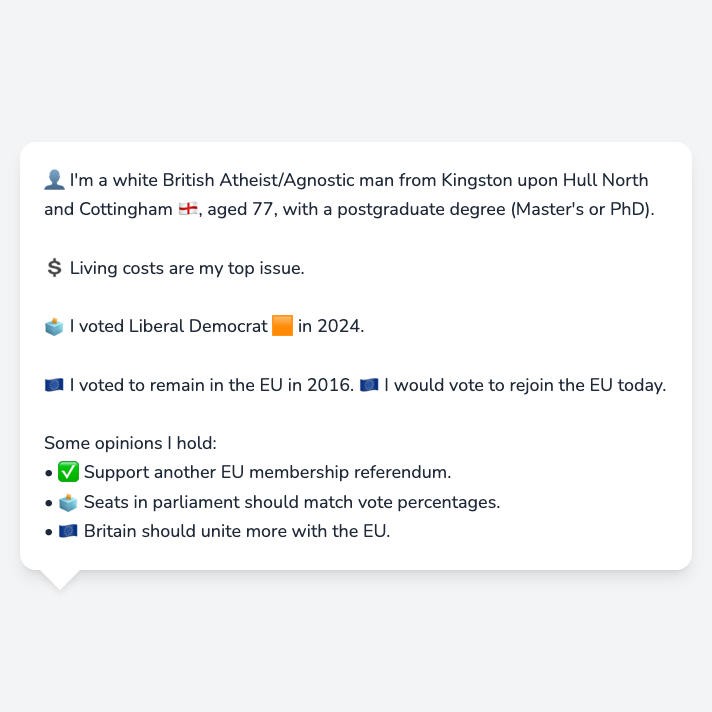 👤 I'm a white British Atheist/Agnostic man from Kingston upon Hull North
and Cottingham 🏴󠁧󠁢󠁥󠁮󠁧󠁿, aged 77, with a postgraduate degree (Master's or PhD).
💲 Living costs are my top issue.
🗳️ I voted Liberal Democrat 🟧 in 2024.
🇪🇺 I voted to remain in the EU in 2016. 🇪🇺 I would vote to rejoin the EU today.
Some opinions I hold:
• ✅ Support another EU membership referendum.
• 🗳️ Seats in parliament should match vote percentages.
• 🇪🇺 Britain should unite more with the EU.